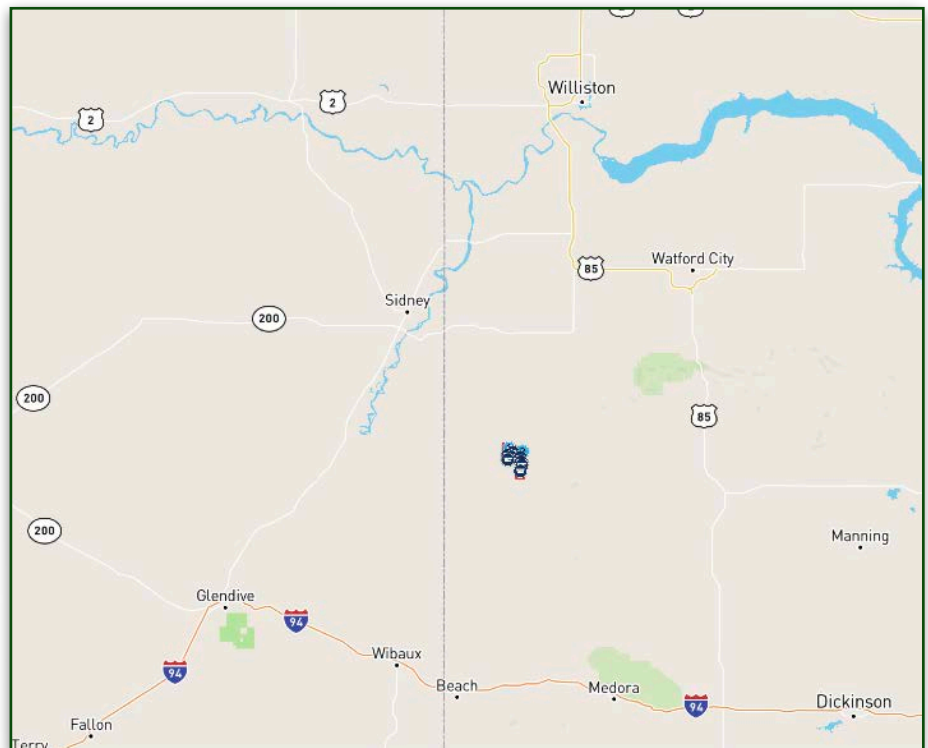 Williston
2
2
85
Watford City
Sidney
200
200
85
200
Manning
Glendive
94
Wibaux
94
Beach
Medora
94
Dickinson
Fallon
Terry